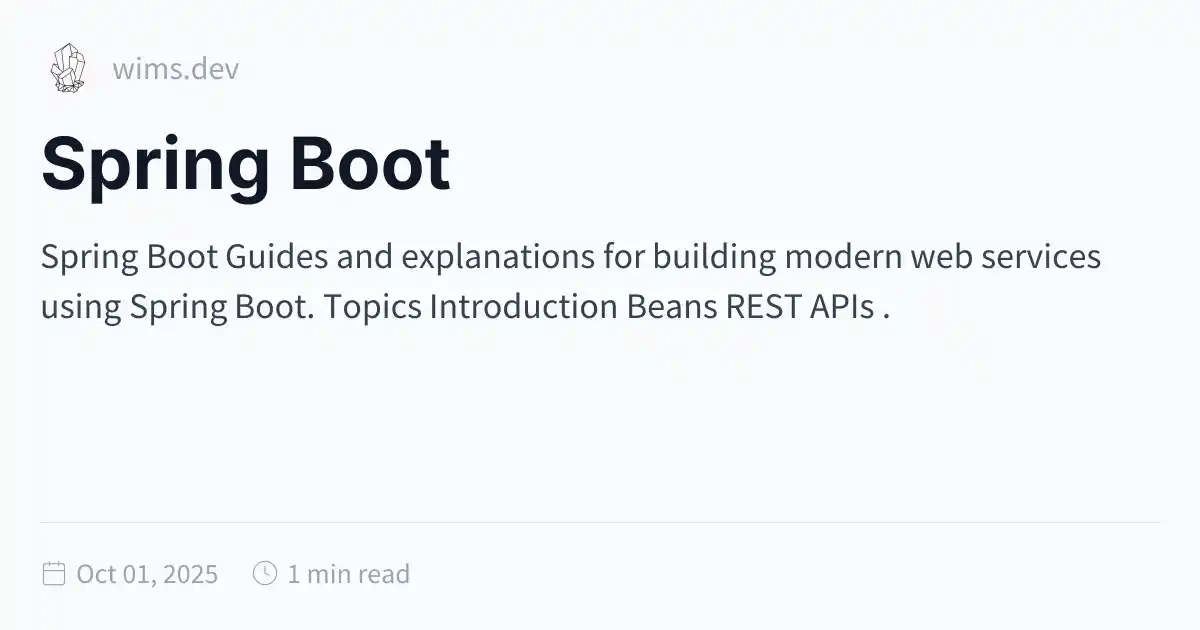 wims.dev
Spring Boot
Spring Boot Guides and explanations for building modern web services
using Spring Boot. Topics Introduction Beans REST APIs .
Oct 01, 2025 1 min read